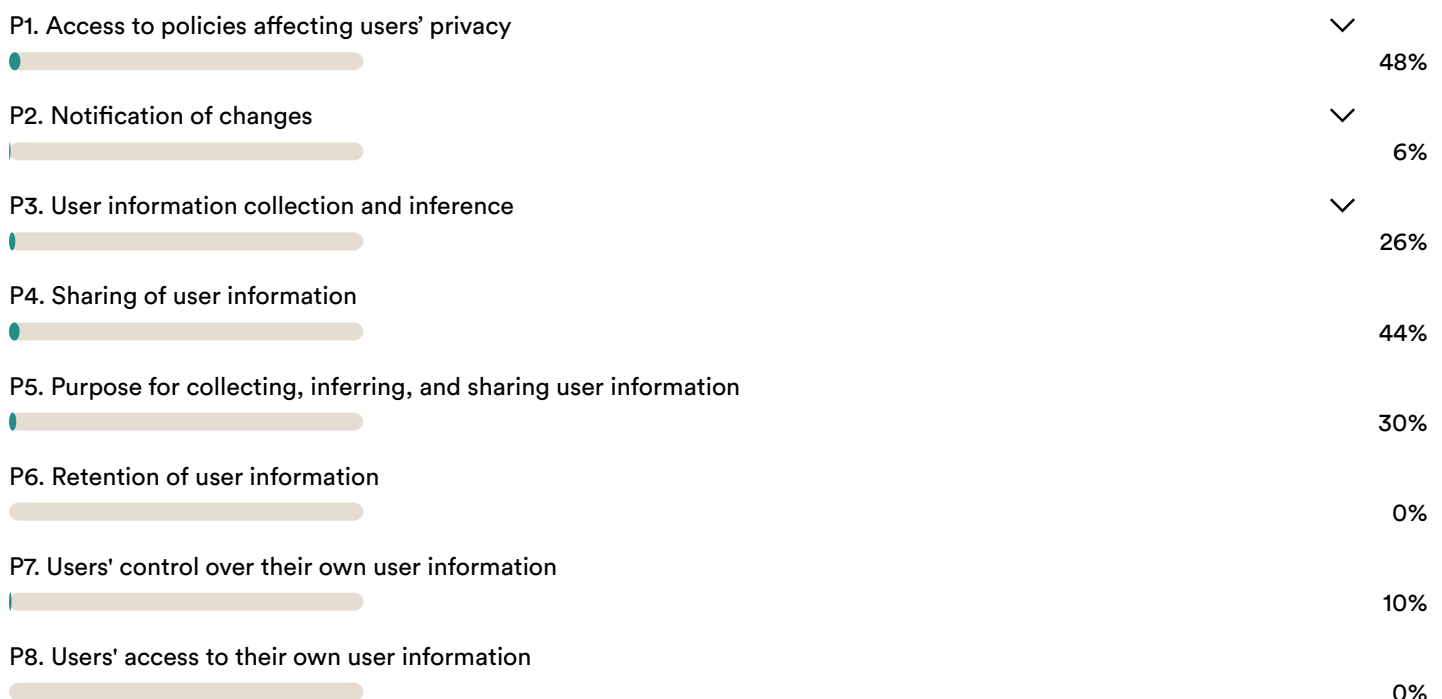 P1. Access to policies affecting users’ privacy
48%
P2. Notification of changes
6%
P3. User information collection and inference
26%
P4. Sharing of user information
44%
P5. Purpose for collecting, inferring, and sharing user information
30%
P6. Retention of user information
0%
P7. Users' control over their own user information
10%
P8. Users' access to their own user information
0%